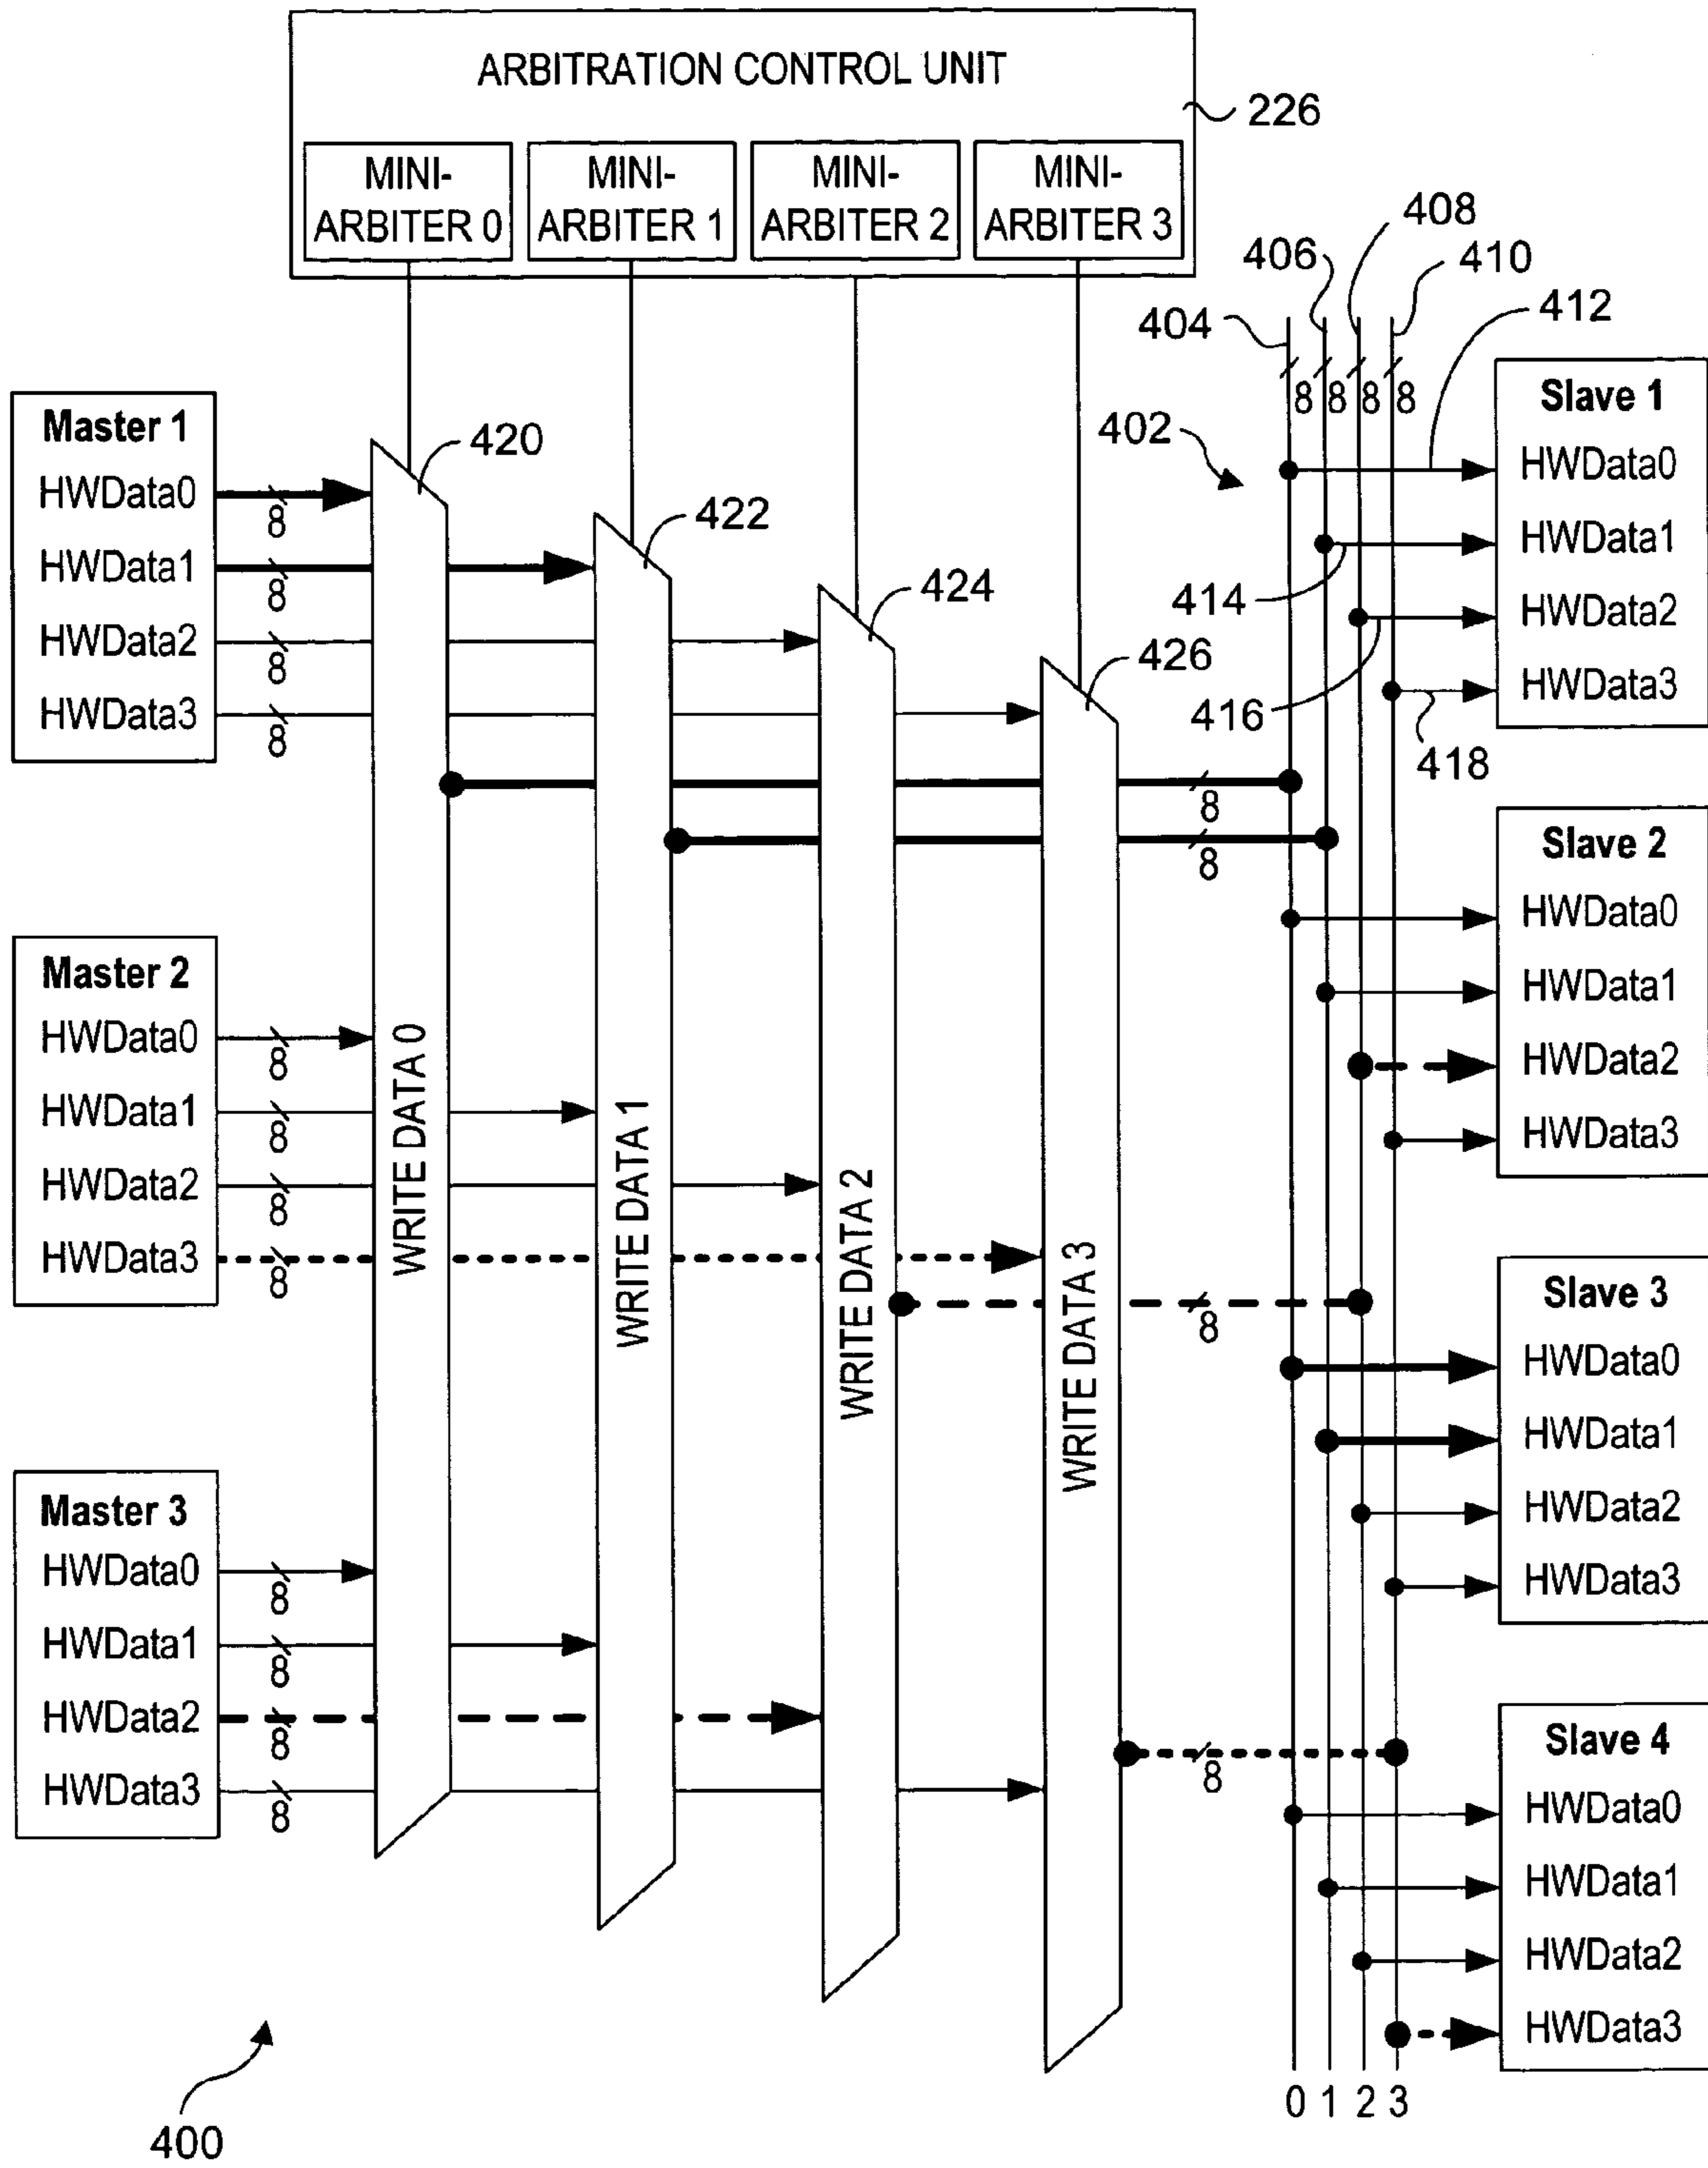 ARBITRATION CONTROL UNIT
226
MINI-
ARBITER 0
MINI-
ARBITER 1
MINI-
ARBITER 2
MINI-
ARBITER 3
404
406
408
410
412
8
8
8
8
402
414
416
418
420
422
424
426
Master 1
HWData0
8
HWData1
8
HWData2
8
HWData3
8
8
8
Master 2
HWData0
8
HWData1
8
HWData2
8
HWData3
8
8
Master 3
HWData0
8
HWData1
8
HWData2
8
HWData3
8
8
WRITE DATA 0
WRITE DATA 1
WRITE DATA 2
WRITE DATA 3
Slave 1
HWData0
HWData1
HWData2
HWData3
Slave 2
HWData0
HWData1
HWData2
HWData3
Slave 3
HWData0
HWData1
HWData2
HWData3
Slave 4
HWData0
HWData1
HWData2
HWData3
0 1 2 3
400